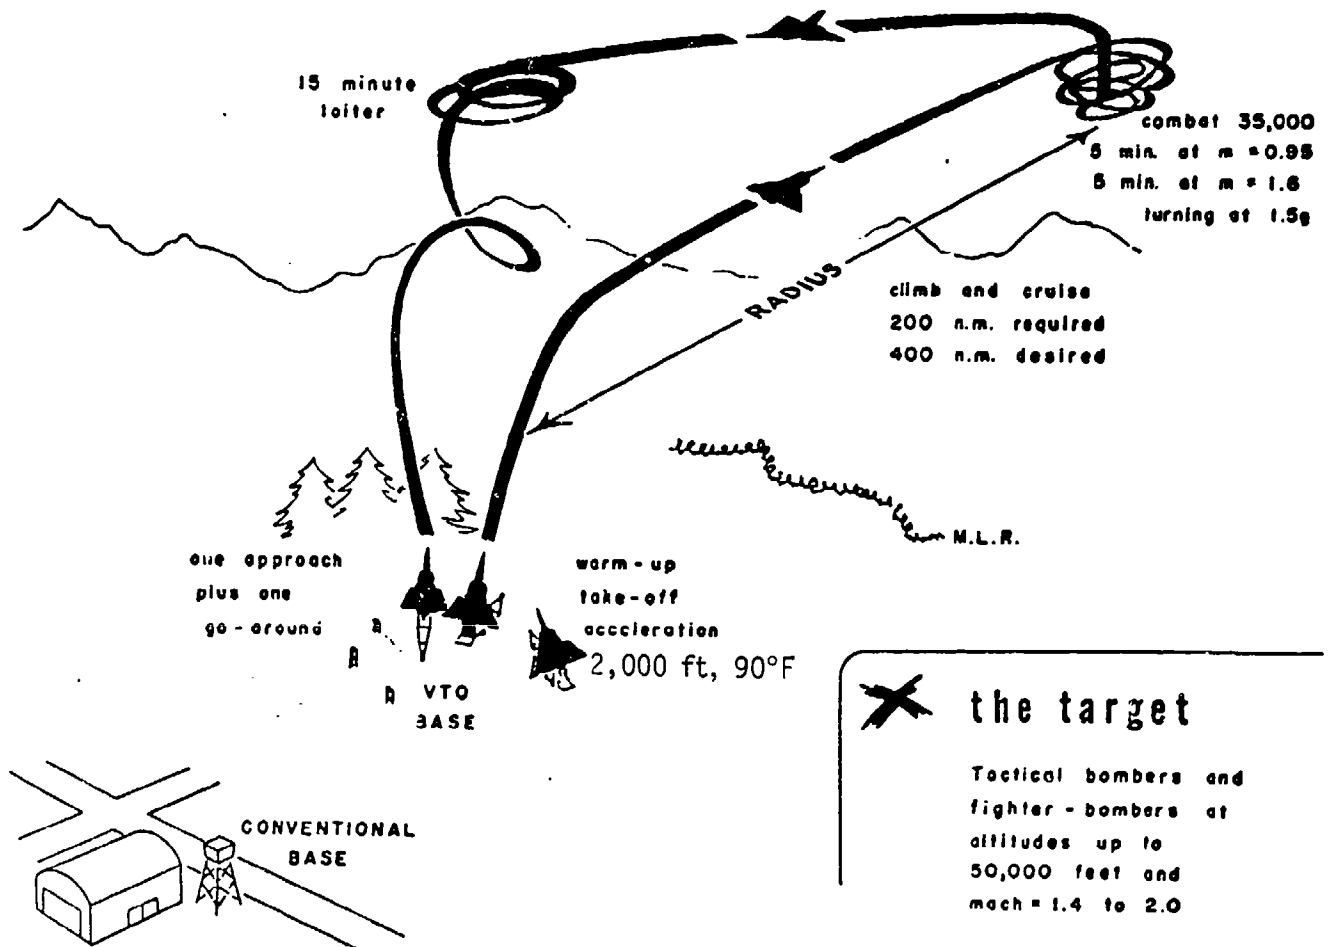 15 minute
loiter
combat 35,000
5 min. at m = 0.95
5 min. at m = 1.6
turning at 1.5g
RADIUS
climb and cruise
200 n.m. required
400 n.m. desired
M.L.R.
one approach
plus one
go-around
warm-up
take-off
acccleration
2,000 ft, 90°F
VTO
BASE
CONVENTIONAL
BASE
the target
Tactical bombers and
fighter-bombers at
altitudes up to
50,000 feet and
mach = 1.4 to 2.0